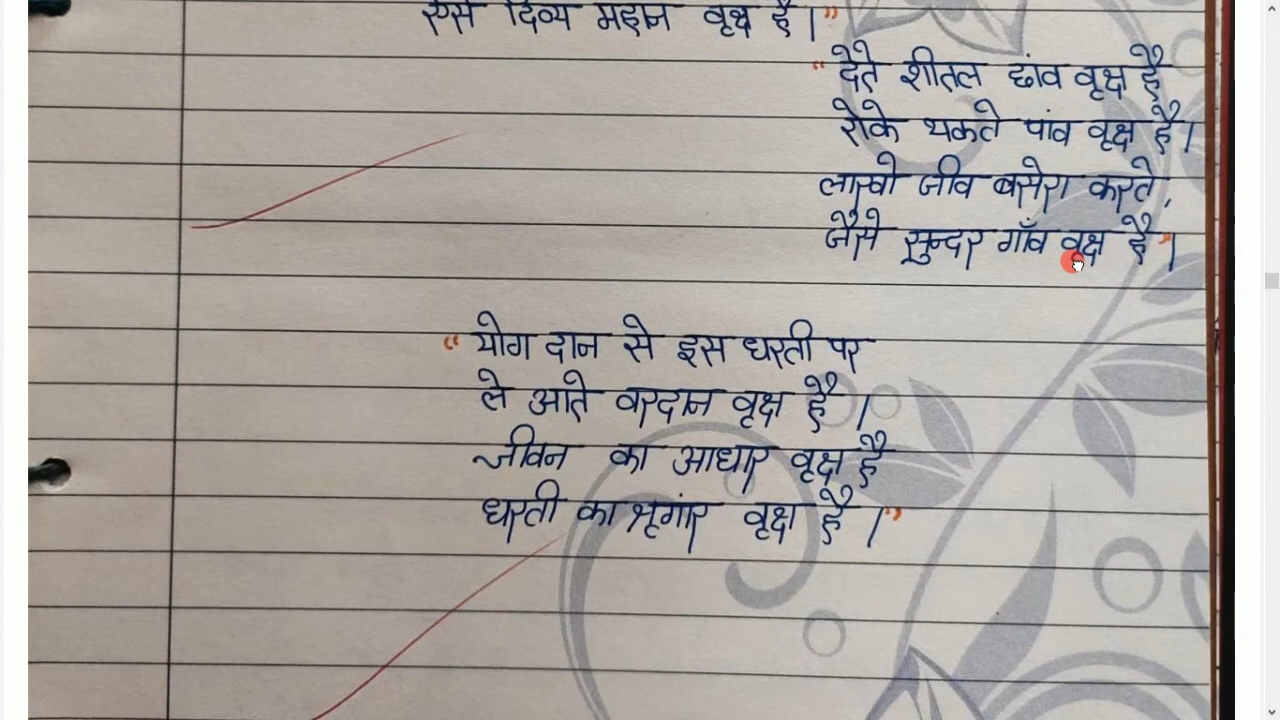 ऐसे दिव्य महान वृक्ष है।”
“देते शीतल छांव वृक्ष है
रोके थकते पांव वृक्ष है।
लाखो जीव बसेरा करते,
जैसे सुन्दर गाँव वृक्ष है”।
“योग दान से इस धरती पर
ले आते वरदान वृक्ष है।
जीवन का आधार वृक्ष है
धरती का श्रृगांर वृक्ष है।”